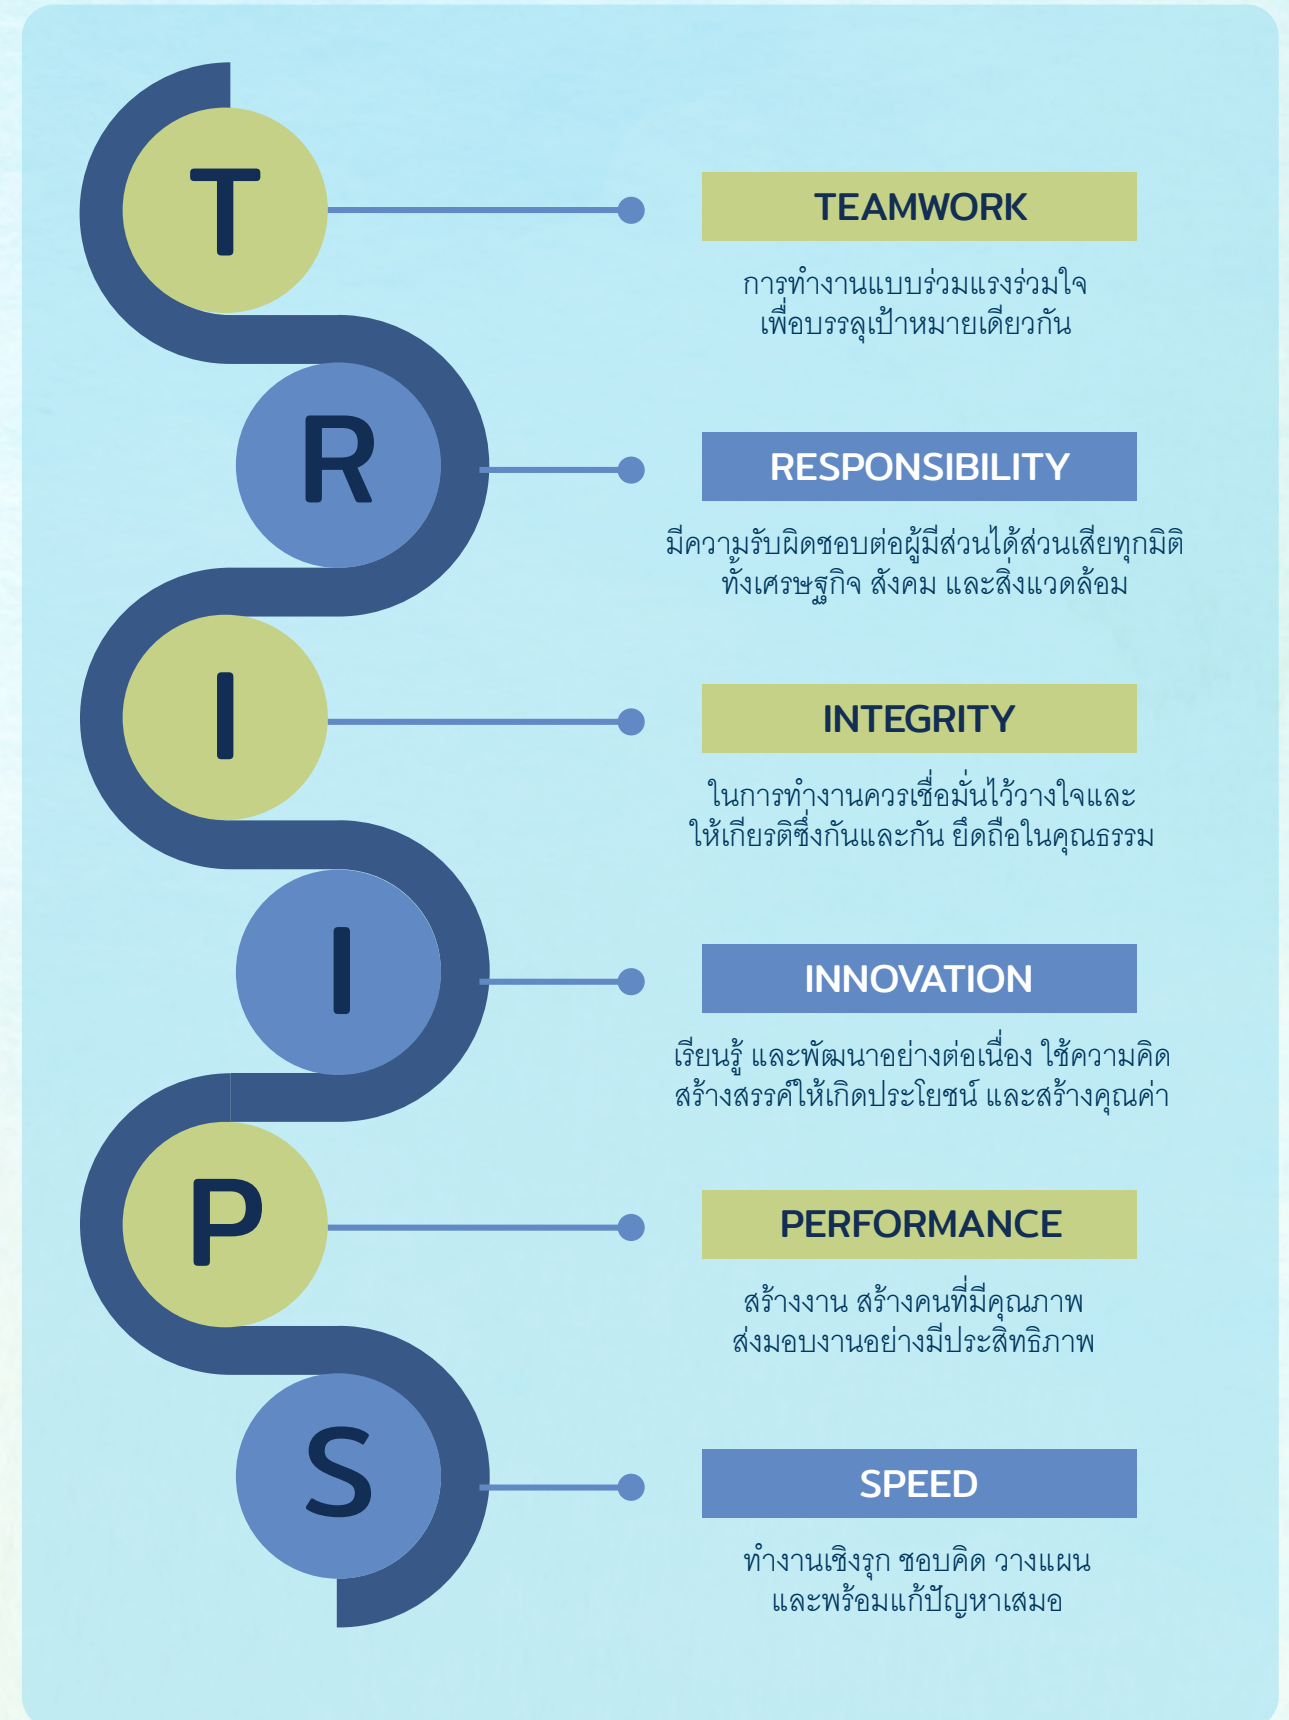 T
TEAMWORK
การทำงานแบบร่วมแรงร่วมใจ
เพื่อบรรลุเป้าหมายเดียวกัน
R
RESPONSIBILITY
มีความรับผิดชอบต่อผู้มีส่วนได้ส่วนเสียทุกมิติ
ทั้งเศรษฐกิจ สังคม และสิ่งแวดล้อม
I
INTEGRITY
ในการทำงานควรเชื่อมั่นไว้วางใจและ
ให้เกียรติซึ่งกันและกัน ยึดถือในคุณธรรม
I
INNOVATION
เรียนรู้ และพัฒนาอย่างต่อเนื่อง ใช้ความคิด
สร้างสรรค์ให้เกิดประโยชน์ และสร้างคุณค่า
P
PERFORMANCE
สร้างงาน สร้างคนที่มีคุณภาพ
ส่งมอบงานอย่างมีประสิทธิภาพ
S
SPEED
ทำงานเชิงรุก ชอบคิด วางแผน
และพร้อมแก้ปัญหาเสมอ